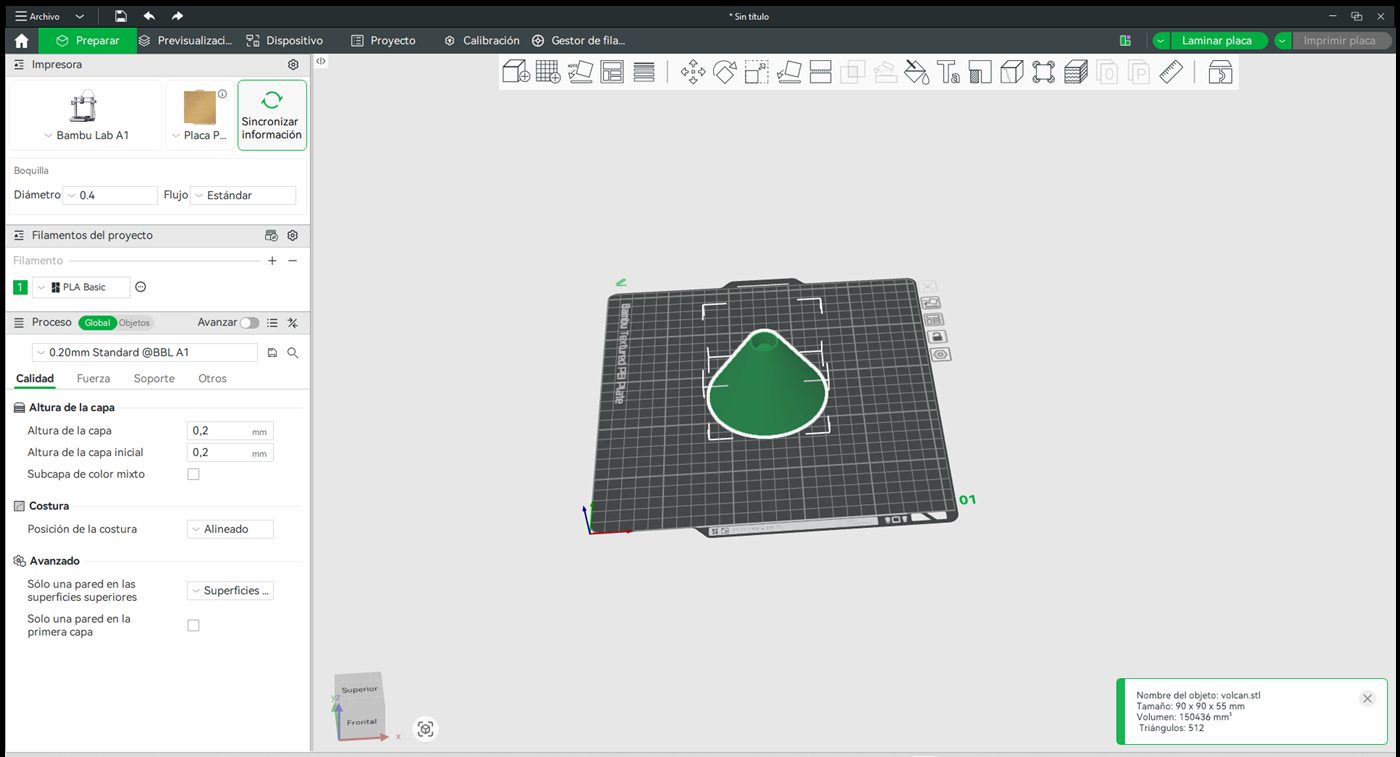 Archivo
* Sin título
Preparar
Previsualizaci...
Dispositivo
Proyecto
Calibración
Gestor de fila...
Laminar placa
Imprimir placa
Impresora
Bambu Lab A1
Placa P...
Sincronizar
información
Boquilla
Diámetro
0.4
Flujo
Estándar
Filamentos del proyecto
Filamento
1
PLA Basic
Proceso
Global
Objetos
Avanzar
0.20mm Standard @BBL A1
Calidad
Fuerza
Soporte
Otros
Altura de la capa
Altura de la capa
0,2
mm
Altura de la capa inicial
0,2
mm
Subcapa de color mixto
Costura
Posición de la costura
Alineado
Avanzado
Sólo una pared en las
superficies superiores
Superficies ...
Solo una pared en la
primera capa
Bambu Textured PEI Plate
01
Superior
Frontal
x
Nombre del objeto: volcan.stl
Tamaño: 90 x 90 x 55 mm
Volumen: 150436 mm³
Triángulos: 512